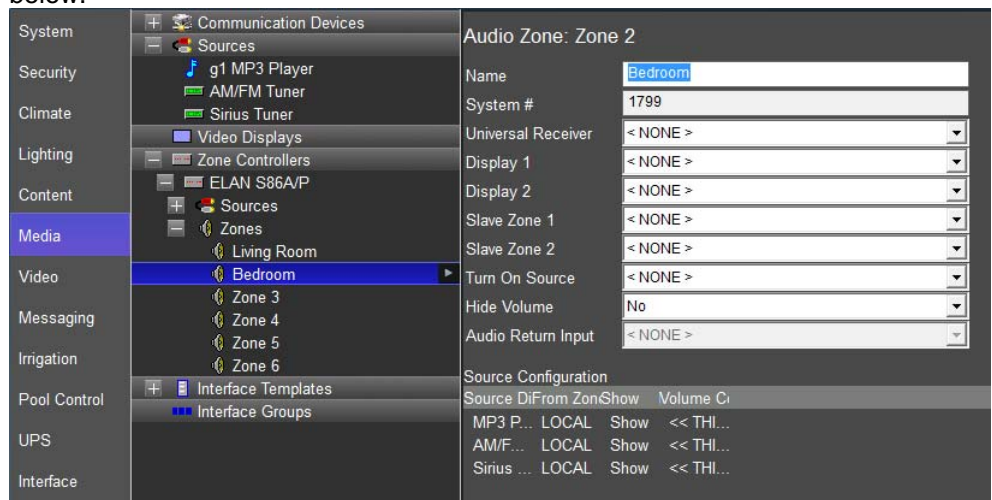 below.
System
Security
Climate
Lighting
Content
Media
Video
Messaging
Irrigation
Pool Control
UPS
Interface
Communication Devices
Sources
g1 MP3 Player
AM/FM Tuner
Sirius Tuner
Video Displays
Zone Controllers
ELAN S86A/P
Sources
Zones
Living Room
Bedroom
Zone 3
Zone 4
Zone 5
Zone 6
Interface Templates
Interface Groups
Audio Zone: Zone 2
Name Bedroom
System # 1799
Universal Receiver < NONE >
Display 1 < NONE >
Display 2 < NONE >
Slave Zone 1 < NONE >
Slave Zone 2 < NONE >
Turn On Source < NONE >
Hide Volume No
Audio Return Input < NONE >
Source Configuration
Source Di From Zon Show Volume C
MP3 P... LOCAL Show << THI...
AM/F... LOCAL Show << THI...
Sirius ... LOCAL Show << THI...